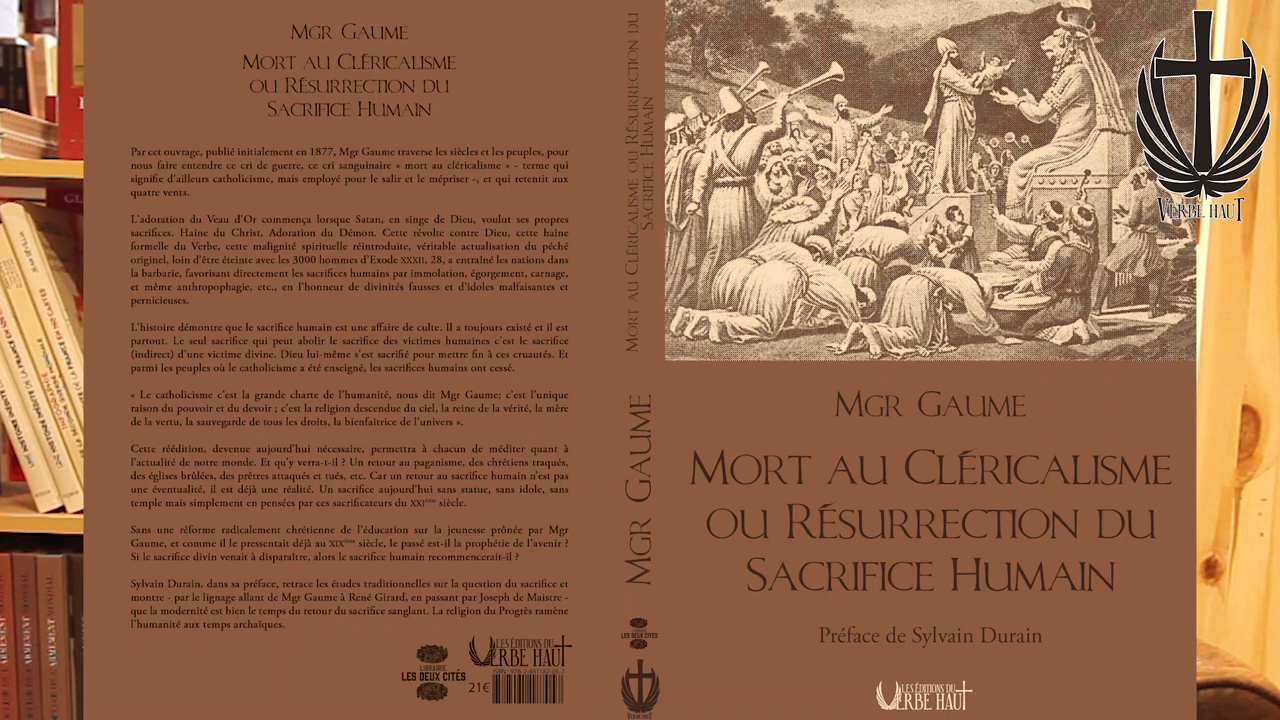 Mgr Gaume
Mort au Cléricalisme
ou Résurrection du
Sacrifice Humain
Par cet ouvrage, publié initialement en 1877, Mgr Gaume traverse les siècles et les peuples, pour
nous faire entendre ce cri de guerre, ce cri sanguinaire « mort au cléricalisme » - terme qui
signifie d'ailleurs catholicisme, mais employé pour le salir et le mépriser -, et qui retentit aux
quatre vents.
L'adoration du Veau d'Or commença lorsque Satan, en singe de Dieu, voulut ses propres
sacrifices. Haine du Christ, Adoration du Démon. Cette révolte contre Dieu, cette haine
formelle du Verbe, cette malignité spirituelle réintroduite, véritable actualisation du péché
originel, loin d'être éteinte avec les 3000 hommes d'Exode XXXII, 28, a entraîné les nations dans
la barbarie, favorisant directement les sacrifices humains par immolation, égorgement, carnage,
et même anthropophagie, etc., en l'honneur de divinités fausses et d'idoles malfaisantes et
pernicieuses.
L'histoire démontre que le sacrifice humain est une affaire de culte. Il a toujours existé et il est
partout. Le seul sacrifice qui peut abolir le sacrifice des victimes humaines c'est le sacrifice
(indirect) d'une victime divine. Dieu lui-même s'est sacrifié pour mettre fin à ces cruautés. Et
parmi les peuples où le catholicisme a été enseigné, les sacrifices humains ont cessé.
« Le catholicisme c'est la grande charte de l'humanité, nous dit Mgr Gaume; c'est l'unique
raison du pouvoir et du devoir ; c'est la religion descendue du ciel, la reine de la vérité, la mère
de la vertu, la sauvegarde de tous les droits, la bienfaitrice de l'univers ».
Cette réédition, devenue aujourd'hui nécessaire, permettra à chacun de méditer quant à
l'actualité de notre monde. Et qu'y verra-t-il ? Un retour au paganisme, des chrétiens traqués,
des églises brûlées, des prêtres attaqués et tués, etc. Car un retour au sacrifice humain n'est pas
une éventualité, il est déjà une réalité. Un sacrifice aujourd'hui sans statue, sans idole, sans
temple mais simplement en pensées par ces sacrificateurs du XXIème siècle.
Sans une réforme radicalement chrétienne de l'éducation sur la jeunesse prônée par Mgr
Gaume, et comme il le pressentait déjà au XIXème siècle, le passé est-il la prophétie de l'avenir ?
Si le sacrifice divin venait à disparaître, alors le sacrifice humain recommencerait-il ?
Sylvain Durain, dans sa préface, retrace les études traditionnelles sur la question du sacrifice et
montre - par le lignage allant de Mgr Gaume à René Girard, en passant par Joseph de Maistre -
que la modernité est bien le temps du retour du sacrifice sanglant. La religion du Progrès ramène
l'humanité aux temps archaïques.
Librairie
Les Deux Cités
Les Éditions du
Verbe Haut
21€
Mort au Cléricalisme ou Résurrection du
Sacrifice Humain
Mgr Gaume
Librairie
Les Deux Cités
Verbe Haut
Mgr Gaume
Mort au Cléricalisme
ou Résurrection du
Sacrifice Humain
Préface de Sylvain Durain
Les Éditions du
Verbe Haut
Verbe Haut